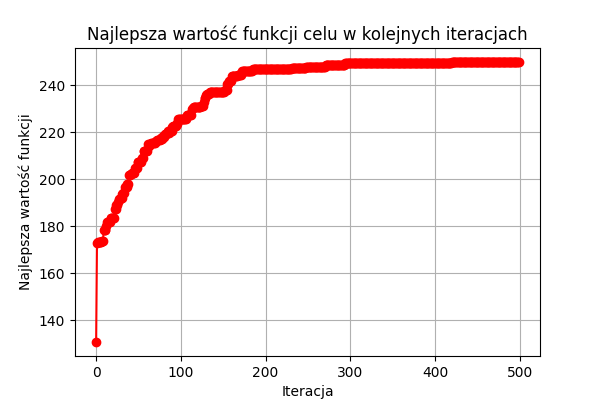 Najlepsza wartość funkcji celu w kolejnych iteracjach
240
220
200
180
160
140
Najlepsza wartość funkcji
0 100 200 300 400 500
Iteracja